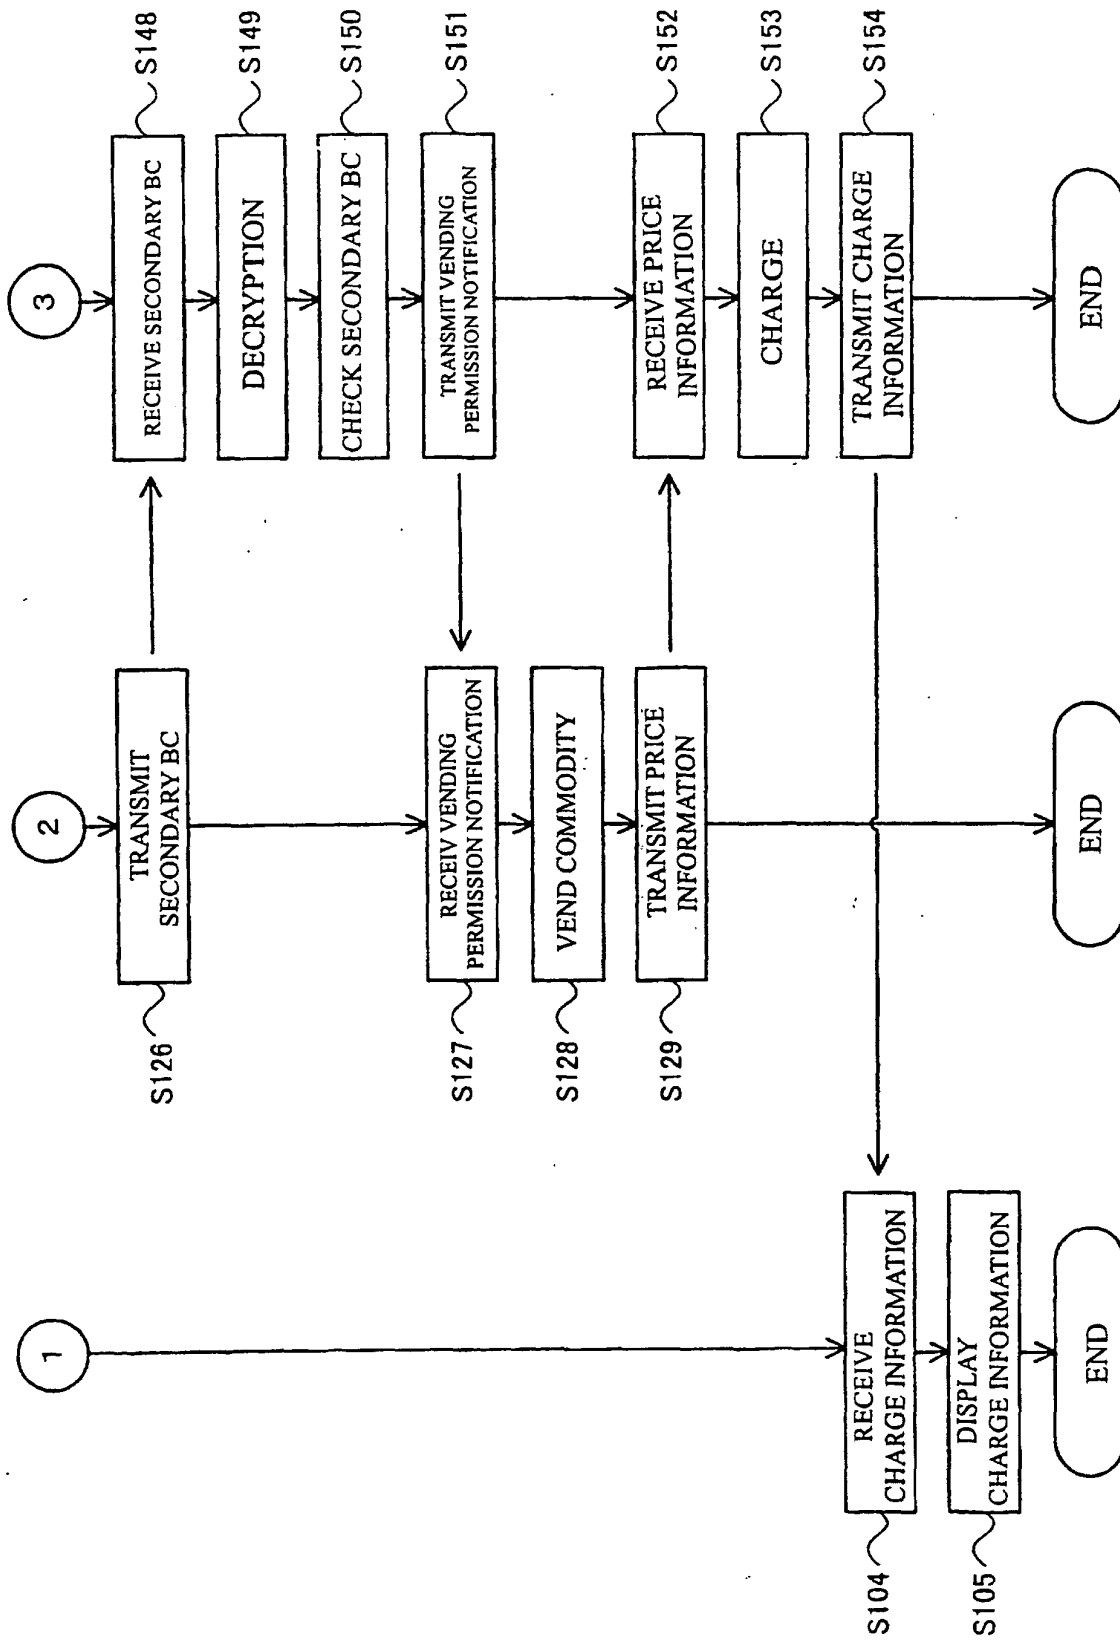 1
RECEIVE
CHARGE INFORMATION
S104
DISPLAY
CHARGE INFORMATION
S105
END
2
TRANSMIT
SECONDARY BC
S126
RECEIV VENDING
PERMISSION NOTIFICATION
S127
VEND COMMODITY
S128
TRANSMIT PRICE
INFORMATION
S129
END
3
RECEIVE SECONDARY BC
S148
DECRYPTION
S149
CHECK SECONDARY BC
S150
TRANSMIT VENDING
PERMISSION NOTIFICATION
S151
RECEIVE PRICE
INFORMATION
S152
CHARGE
S153
TRANSMIT CHARGE
INFORMATION
S154
END